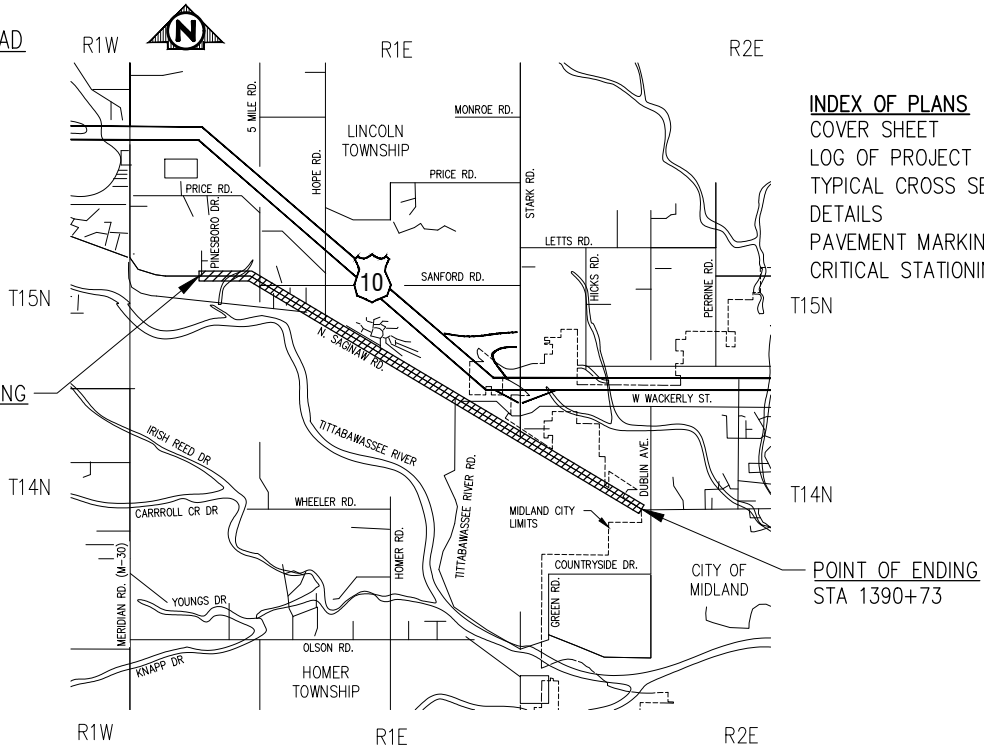 AD
R1W
N
R1E
R2E
INDEX OF PLANS
COVER SHEET
LOG OF PROJECT
TYPICAL CROSS SE
DETAILS
PAVEMENT MARKIN
CRITICAL STATIONIN
5 MILE RD.
HOPE RD.
LINCOLN
TOWNSHIP
MONROE RD.
STARK RD.
PRICE RD.
PRICE RD.
PINESBORO DR.
LETTS RD.
HICKS RD.
PERRINE RD.
10
SANFORD RD.
T15N
T15N
N. SAGINAW RD.
NG
W WACKERLY ST.
IRISH REED DR
TITTABAWASSEE RIVER
TITTABAWASSEE RIVER RD.
DUBLIN AVE.
T14N
T14N
WHEELER RD.
CARRROLL CR DR
MIDLAND CITY
LIMITS
HOMER RD.
COUNTRYSIDE DR.
CITY OF
MIDLAND
POINT OF ENDING
STA 1390+73
MERIDIAN RD. (M-30)
YOUNGS DR
GREEN RD.
KNAPP DR
OLSON RD.
HOMER
TOWNSHIP
R1W
R1E
R2E